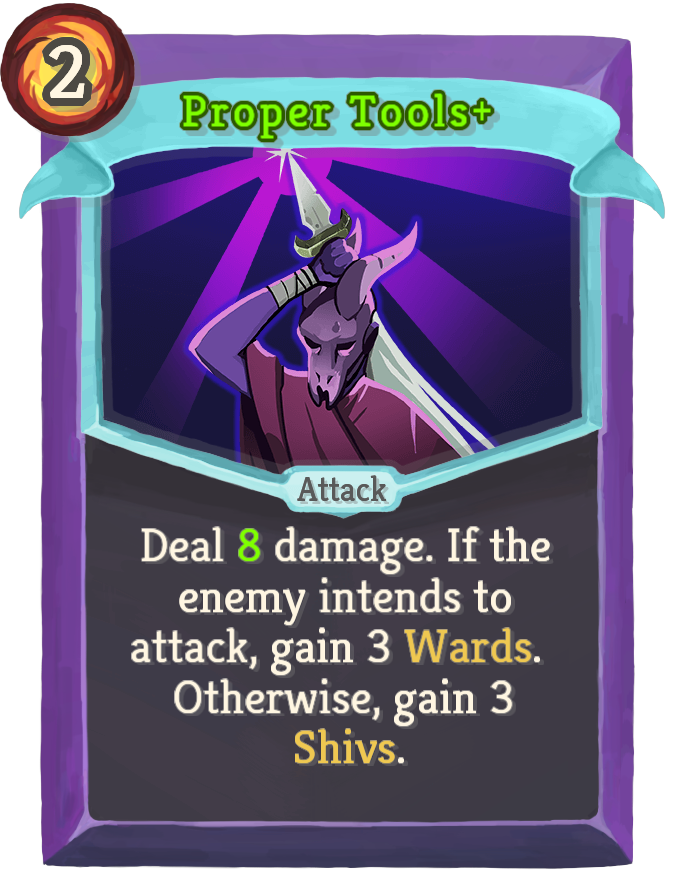 2
Proper Tools+
Attack
Deal 8 damage. If the
enemy intends to
attack, gain 3 Wards.
Otherwise, gain 3
Shivs.